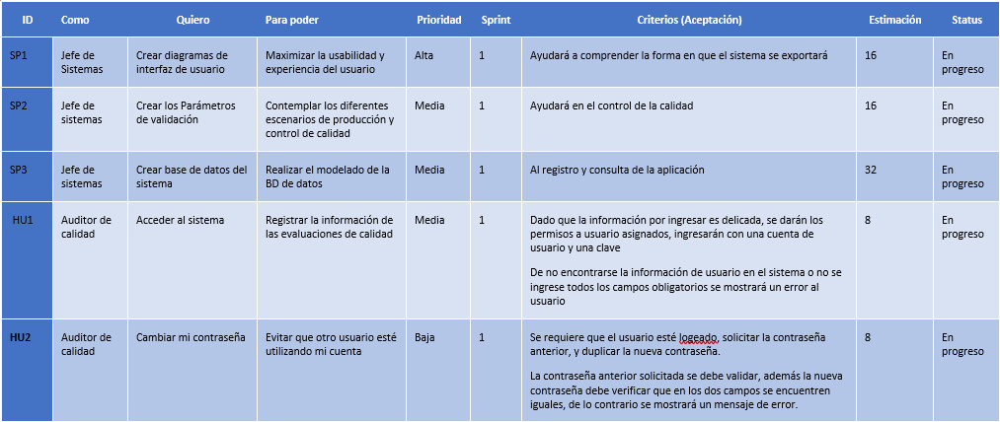 ID Como Quiero Para poder Prioridad Sprint Criterios (Aceptación) Estimación Status
SP1 Jefe de Crear diagramas de Maximizar la usabilidad y Alta 1 Ayudará a comprender la forma en que el sistema se exportará 16 En
Sistemas interfaz de usuario experiencia del usuario progreso
SP2 Jefe de Crear los Parámetros Contemplar los diferentes Media 1 Ayudará en el control de la calidad 16 En
sistemas de validación escenarios de producción y progreso
control de calidad
SP3 Jefe de Crear base de datos del Realizar el modelado de la Media 1 Al registro y consulta de la aplicación 32 En
sistemas sistema BD de datos progreso
HU1 Auditor de Acceder al sistema Registrar la información de Media 1 Dado que la información por ingresar es delicada, se darán los 8 En
calidad las evaluaciones de calidad permisos a usuario asignados, ingresarán con una cuenta de progreso
usuario y una clave
De no encontrarse la información de usuario en el sistema o no se
ingrese todos los campos obligatorios se mostrará un error al
usuario
HU2 Auditor de Cambiar mi contraseña Evitar que otro usuario esté Baja 1 Se requiere que el usuario esté logeado, solicitar la contraseña 8 En
calidad utilizando mi cuenta anterior, y duplicar la nueva contraseña. progreso
La contraseña anterior solicitada se debe validar, además la nueva
contraseña debe verificar que en los dos campos se encuentren
iguales, de lo contrario se mostrará un mensaje de error.